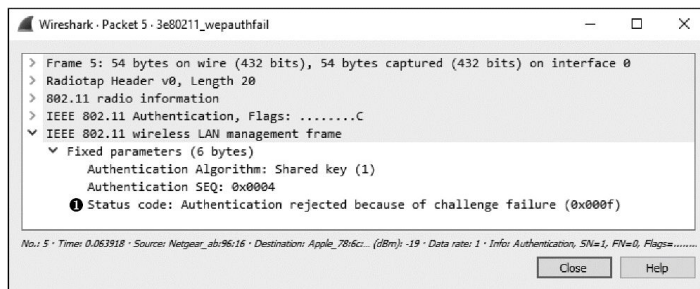 Wireshark · Packet 5 · 3e80211_wepauthfail
Frame 5: 54 bytes on wire (432 bits), 54 bytes captured (432 bits) on interface 0
Radiotap Header v0, Length 20
802.11 radio information
IEEE 802.11 Authentication, Flags: ........C
IEEE 802.11 wireless LAN management frame
Fixed parameters (6 bytes)
Authentication Algorithm: Shared key (1)
Authentication SEQ: 0x0004
❶ Status code: Authentication rejected because of challenge failure (0x000f)
No.: 5 · Time: 0.063918 · Source: Netgear_ab:96:16 · Destination: Apple_78:6c:... (dBm): -19 · Data rate: 1 · Info: Authentication, SN=1, FN=0, Flags=........
Close Help